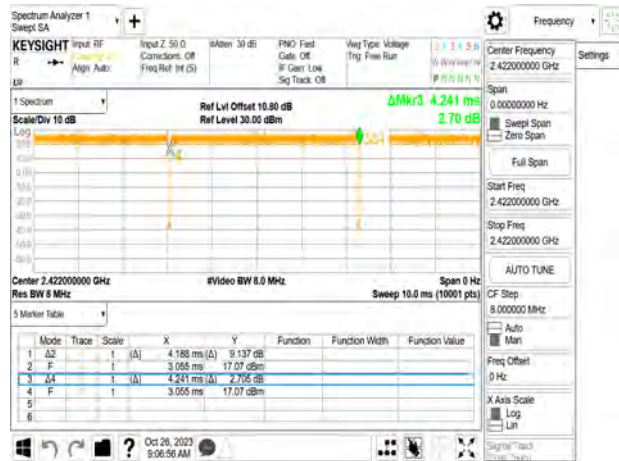 Spectrum Analyzer 1
Swept SA
Frequency
KEYSIGHT
Input: RF
Input Z: 50 Ω
#Atten: 30 dB
PNO: Fast
Avg Type: Voltage
R
Align: Auto
Corrections: Off
Freq Ref: Int (S)
Gate: Off
IF Gain: Low
Sig Track: Off
Trig: Free Run
P N N N N N
1 Spectrum
Scale/Div 10 dB
Log
Ref Lvl Offset 10.80 dB
Ref Level 30.00 dBm
ΔMkr3 4.241 ms
2.70 dB
3Δ4
Center 2.422000000 GHz
Res BW 8 MHz
#Video BW 8.0 MHz
Span 0 Hz
Sweep 10.0 ms (10001 pts)
5 Marker Table
Mode Trace Scale X Y Function Function Width Function Value
1 Δ2 1 t (Δ) 4.188 ms (Δ) 9.137 dB
2 F 1 t 3.055 ms 17.07 dBm
3 Δ4 1 t (Δ) 4.241 ms (Δ) 2.705 dB
4 F 1 t 3.055 ms 17.07 dBm
5
6
Oct 26, 2023
9:06:56 AM
Settings
Center Frequency
2.422000000 GHz
Span
0.00000000 Hz
Swept Span
Zero Span
Full Span
Start Freq
2.422000000 GHz
Stop Freq
2.422000000 GHz
AUTO TUNE
CF Step
8.000000 MHz
Auto
Man
Freq Offset
0 Hz
X Axis Scale
Log
Lin
Signal Track